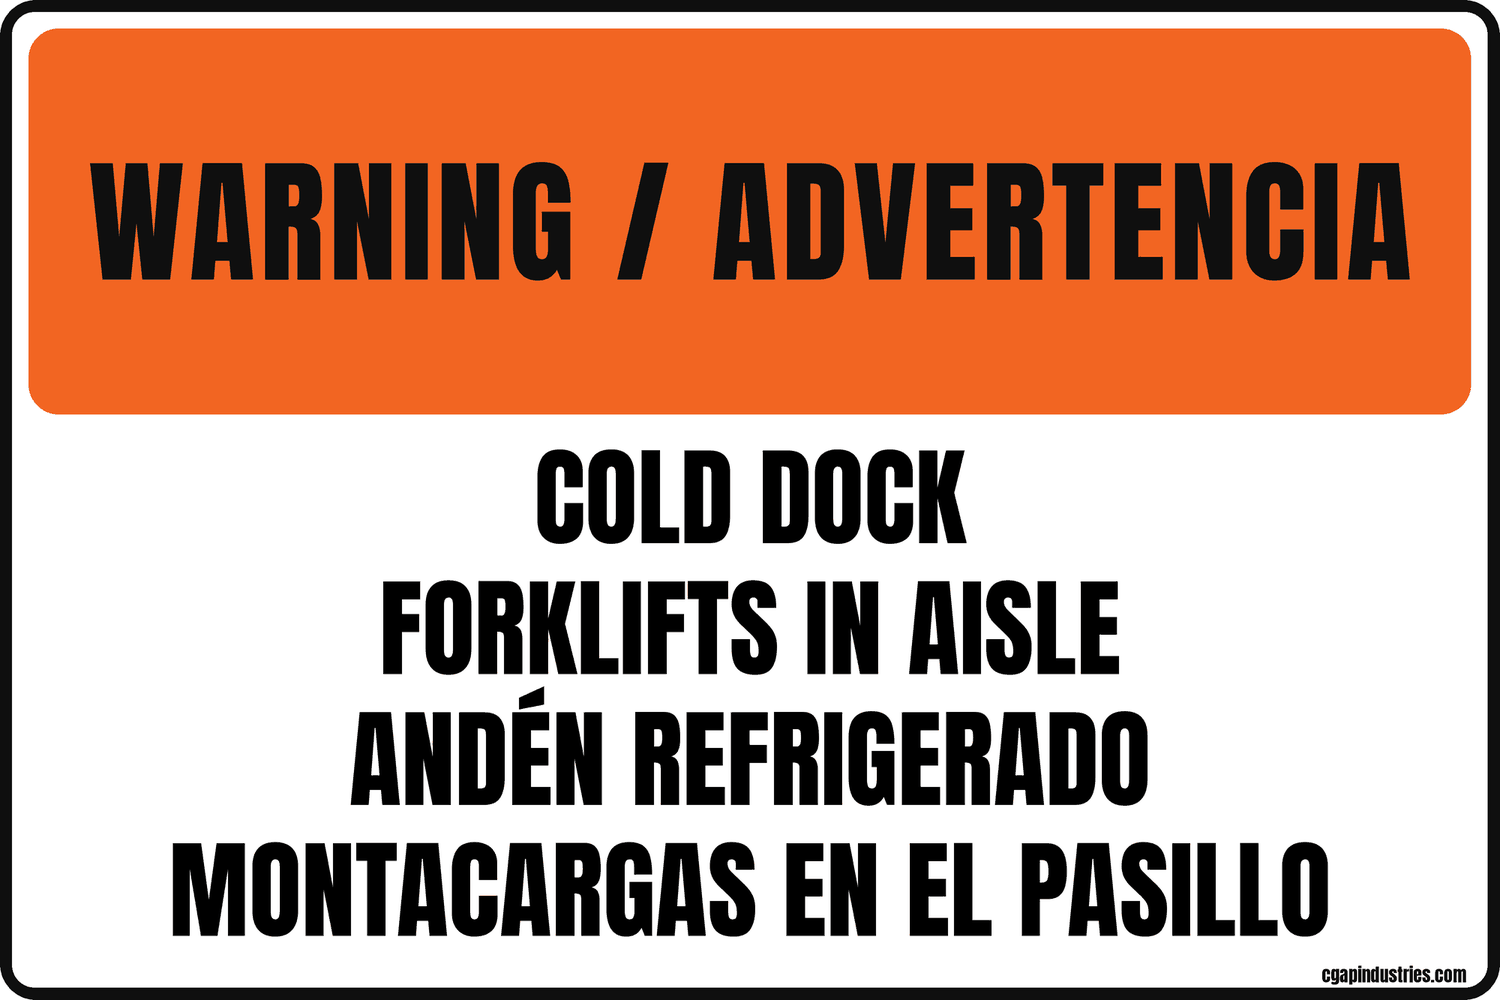 WARNING / ADVERTENCIA
COLD DOCK
FORKLIFTS IN AISLE
ANDÉN REFRIGERADO
MONTACARGAS EN EL PASILLO
cgapindustries.com